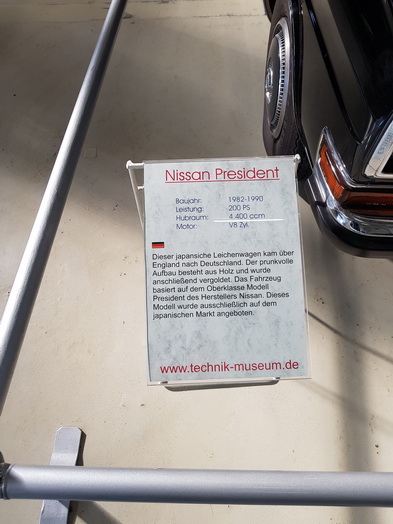 Nissan President
Baujahr: 1982-1990
Leistung: 200 PS
Hubraum: 4.400 ccm
Motor: V8 Zyl.
Dieser japansiche Leichenwagen kam über
England nach Deutschland. Der prunkvolle
Aufbau besteht aus Holz und wurde
anschließend vergoldet. Das Fahrzeug
basiert auf dem Oberklasse Modell
President des Herstellers Nissan. Dieses
Modell wurde ausschließlich auf dem
japanischen Markt angeboten.
www.technik-museum.de